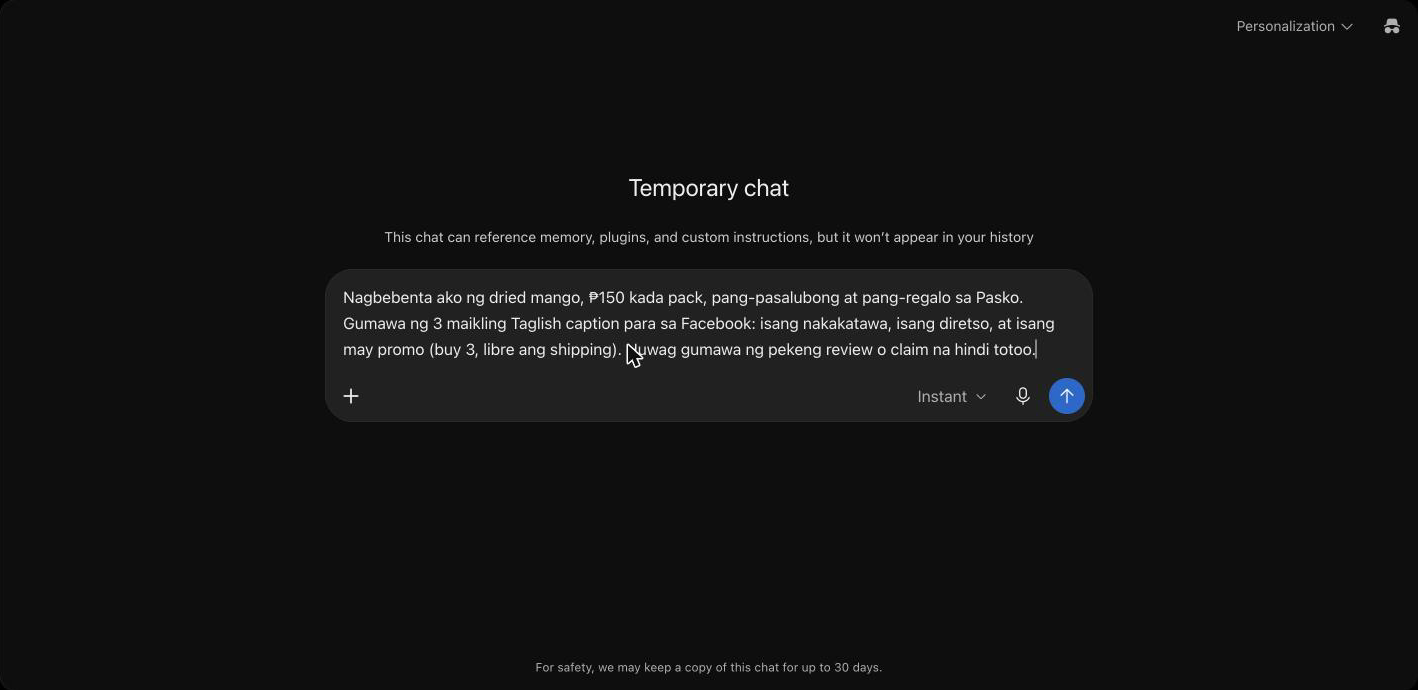 Personalization
Temporary chat
This chat can reference memory, plugins, and custom instructions, but it won't appear in your history
Nagbebenta ako ng dried mango, ₱150 kada pack, pang-pasalubong at pang-regalo sa Pasko.
Gumawa ng 3 maikling Taglish caption para sa Facebook: isang nakakatawa, isang diretso, at isang
may promo (buy 3, libre ang shipping). Huwag gumawa ng pekeng review o claim na hindi totoo.
Instant
For safety, we may keep a copy of this chat for up to 30 days.